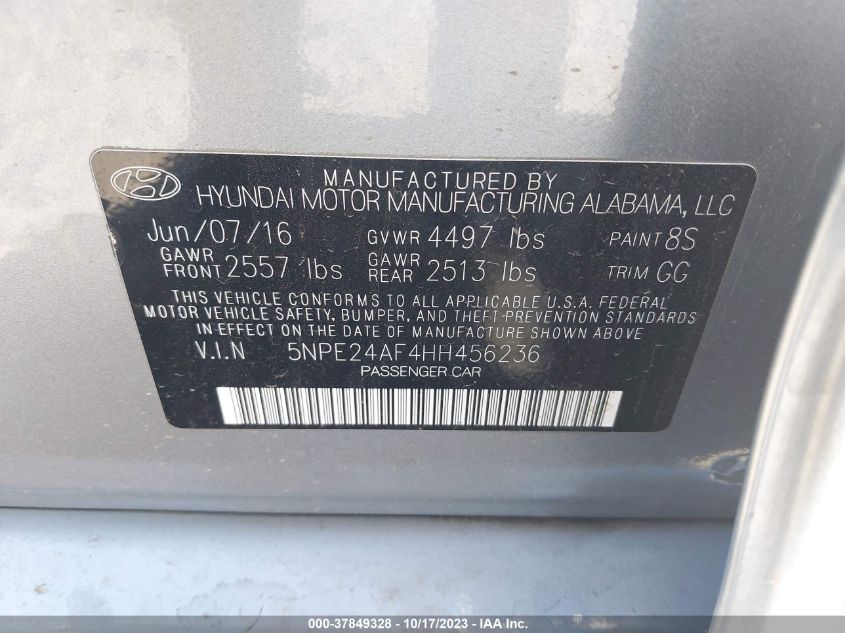 MANUFACTURED BY
HYUNDAI MOTOR MANUFACTURING ALABAMA, LLC
Jun/07/16 GVWR 4497 lbs PAINT 8S
GAWR FRONT 2557 lbs GAWR REAR 2513 lbs TRIM GG
THIS VEHICLE CONFORMS TO ALL APPLICABLE U.S.A. FEDERAL
MOTOR VEHICLE SAFETY, BUMPER, AND THEFT PREVENTION STANDARDS
IN EFFECT ON THE DATE OF MANUFACTURE SHOWN ABOVE
V.I.N 5NPE24AF4HH456236
PASSENGER CAR
000-37849328 - 10/17/2023 - IAA Inc.